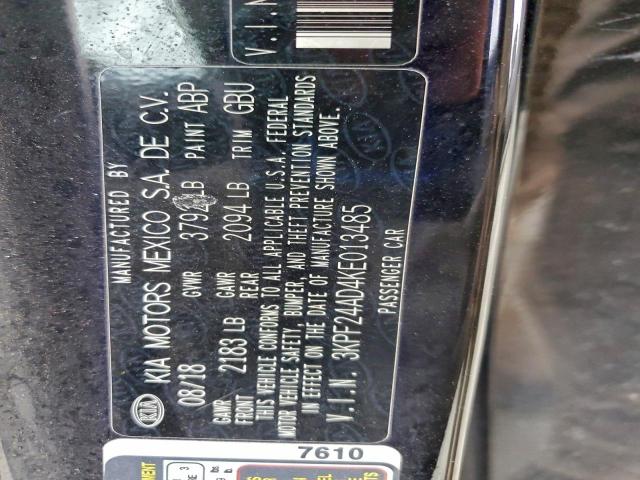 V.I.N
MANUFACTURED BY
KIA KIA MOTORS MEXICO S.A. DE C.V.
08/18 GVWR LB PAINT ABP
GAWR FRONT 2183 LB GAWR REAR 2094 LB TRIM GBU
THIS VEHICLE CONFORMS TO ALL APPLICABLE U.S.A. FEDERAL
MOTOR VEHICLE SAFETY, BUMPER, AND THEFT PREVENTION STANDARDS
IN EFFECT ON THE DATE OF MANUFACTURE SHOWN ABOVE.
V.I.N. 3KPF24AD4KE013485
PASSENGER CAR
7610